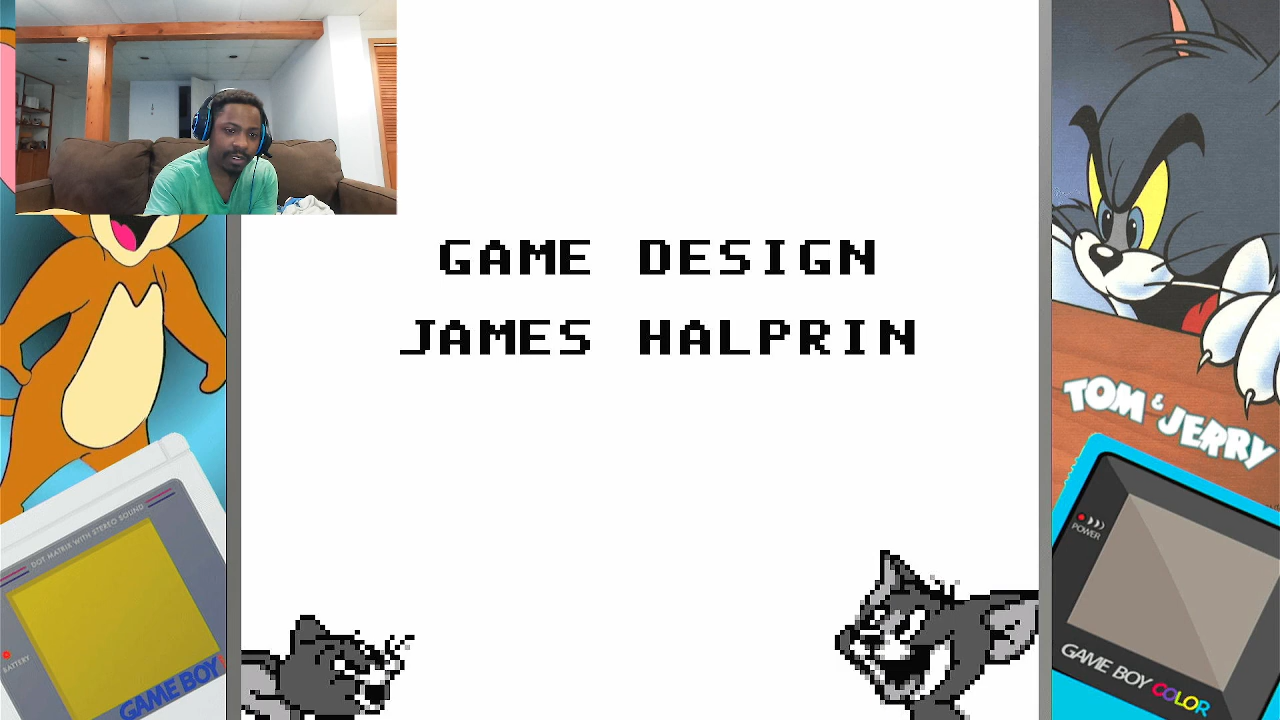 GAME DESIGN
JAMES HALPRIN
TOM & JERRY
DOT MATRIX WITH STEREO SOUND
BATTERY
GAME BOY
POWER
GAME BOY COLOR